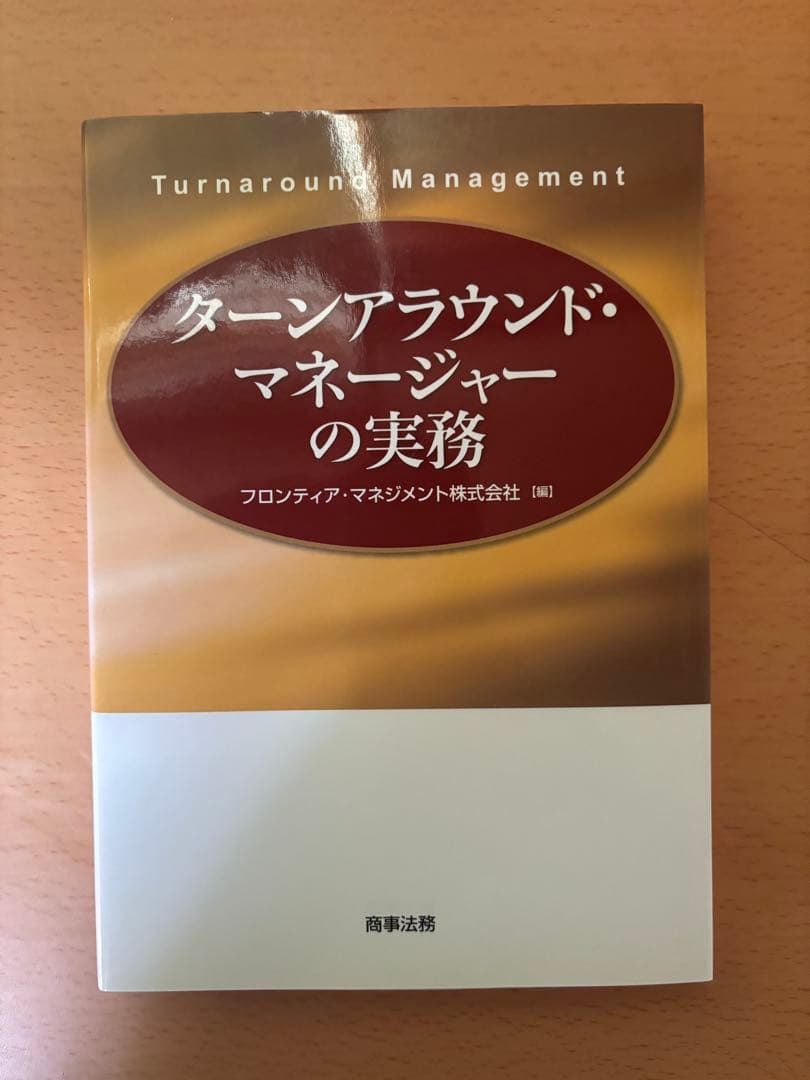 Turnaround Management
ターンアラウンド・
マネージャー
の実務
フロンティア・マネジメント株式会社 【編】
商事法務